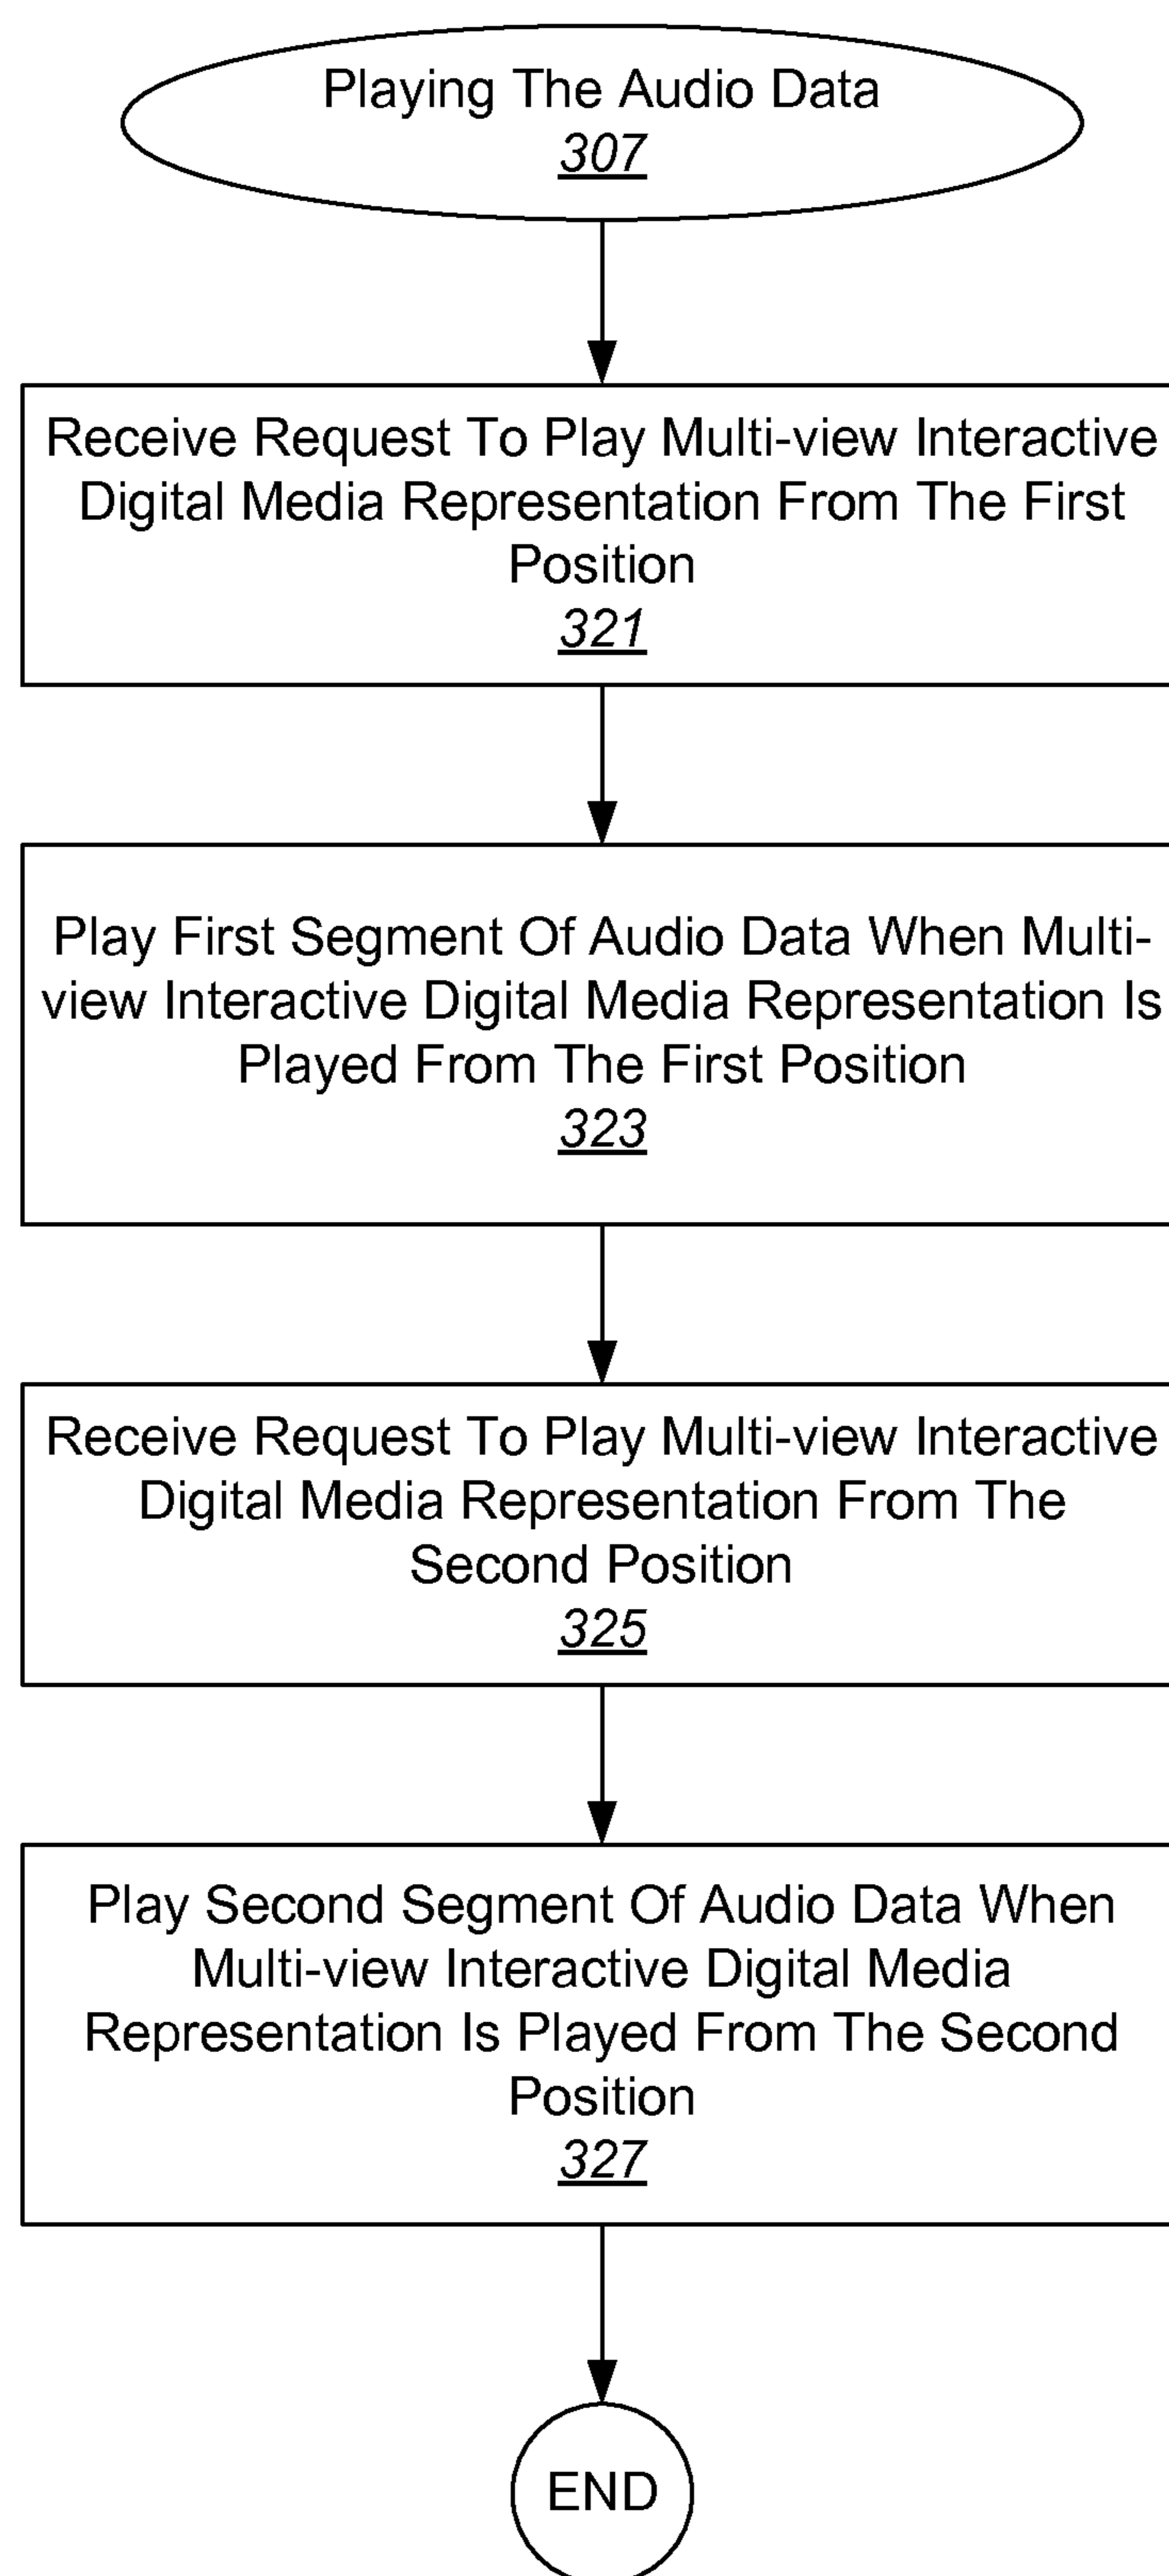 Playing The Audio Data
307
Receive Request To Play Multi-view Interactive
Digital Media Representation From The First
Position
321
Play First Segment Of Audio Data When Multi-
view Interactive Digital Media Representation Is
Played From The First Position
323
Receive Request To Play Multi-view Interactive
Digital Media Representation From The
Second Position
325
Play Second Segment Of Audio Data When
Multi-view Interactive Digital Media
Representation Is Played From The Second
Position
327
END